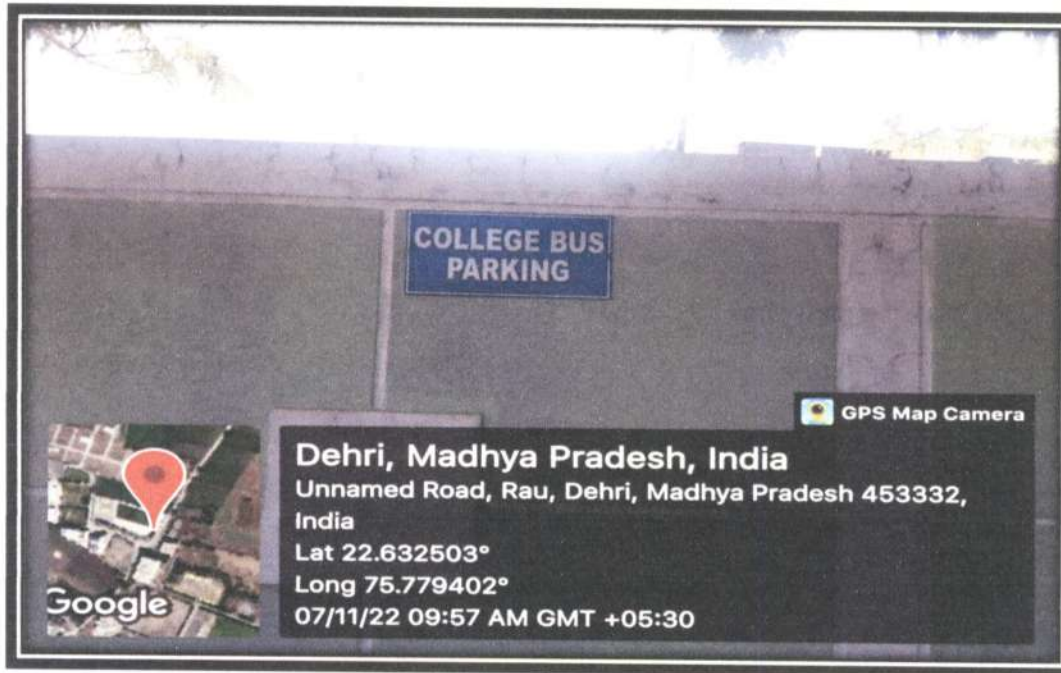 COLLEGE BUS
PARKING
GPS Map Camera
Dehri, Madhya Pradesh, India
Unnamed Road, Rau, Dehri, Madhya Pradesh 453332,
India
Lat 22.632503°
Long 75.779402°
07/11/22 09:57 AM GMT +05:30
Google